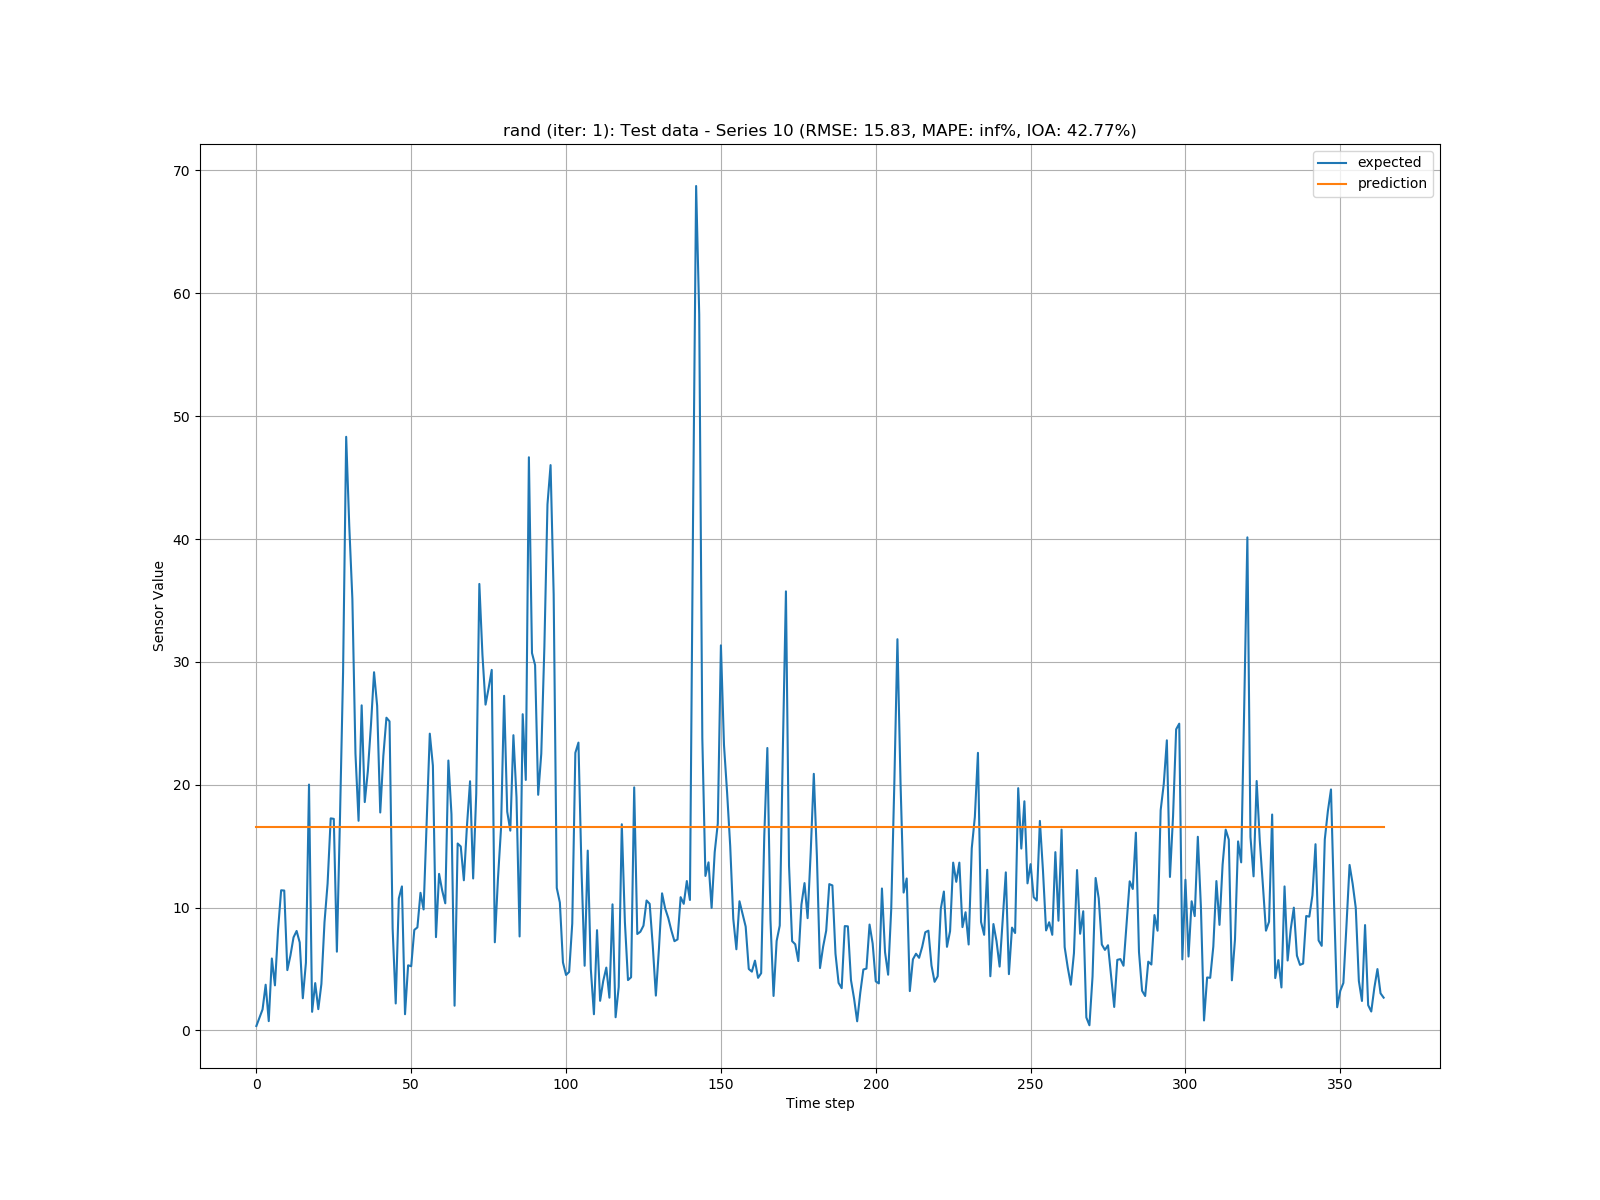 rand (iter: 1): Test data - Series 10 (RMSE: 15.83, MAPE: inf%, IOA: 42.77%)
expected
prediction
70
60
50
40
30
20
10
0
Sensor Value
0 50 100 150 200 250 300 350
Time step